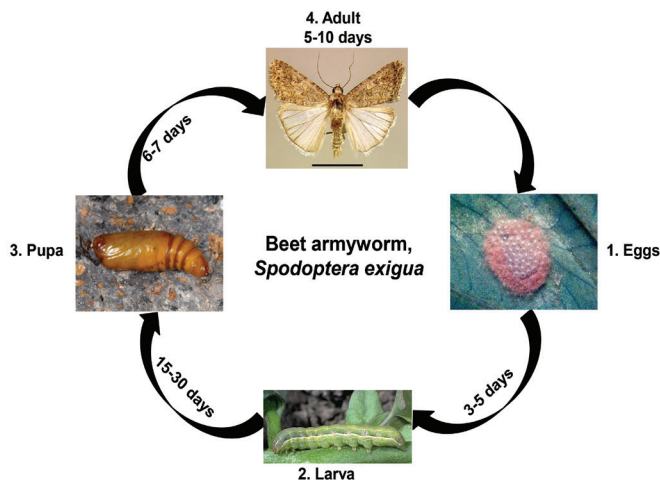 4. Adult
5-10 days
6-7 days
3. Pupa
Beet armyworm,
Spodoptera exigua
1. Eggs
15-30 days
3-5 days
2. Larva